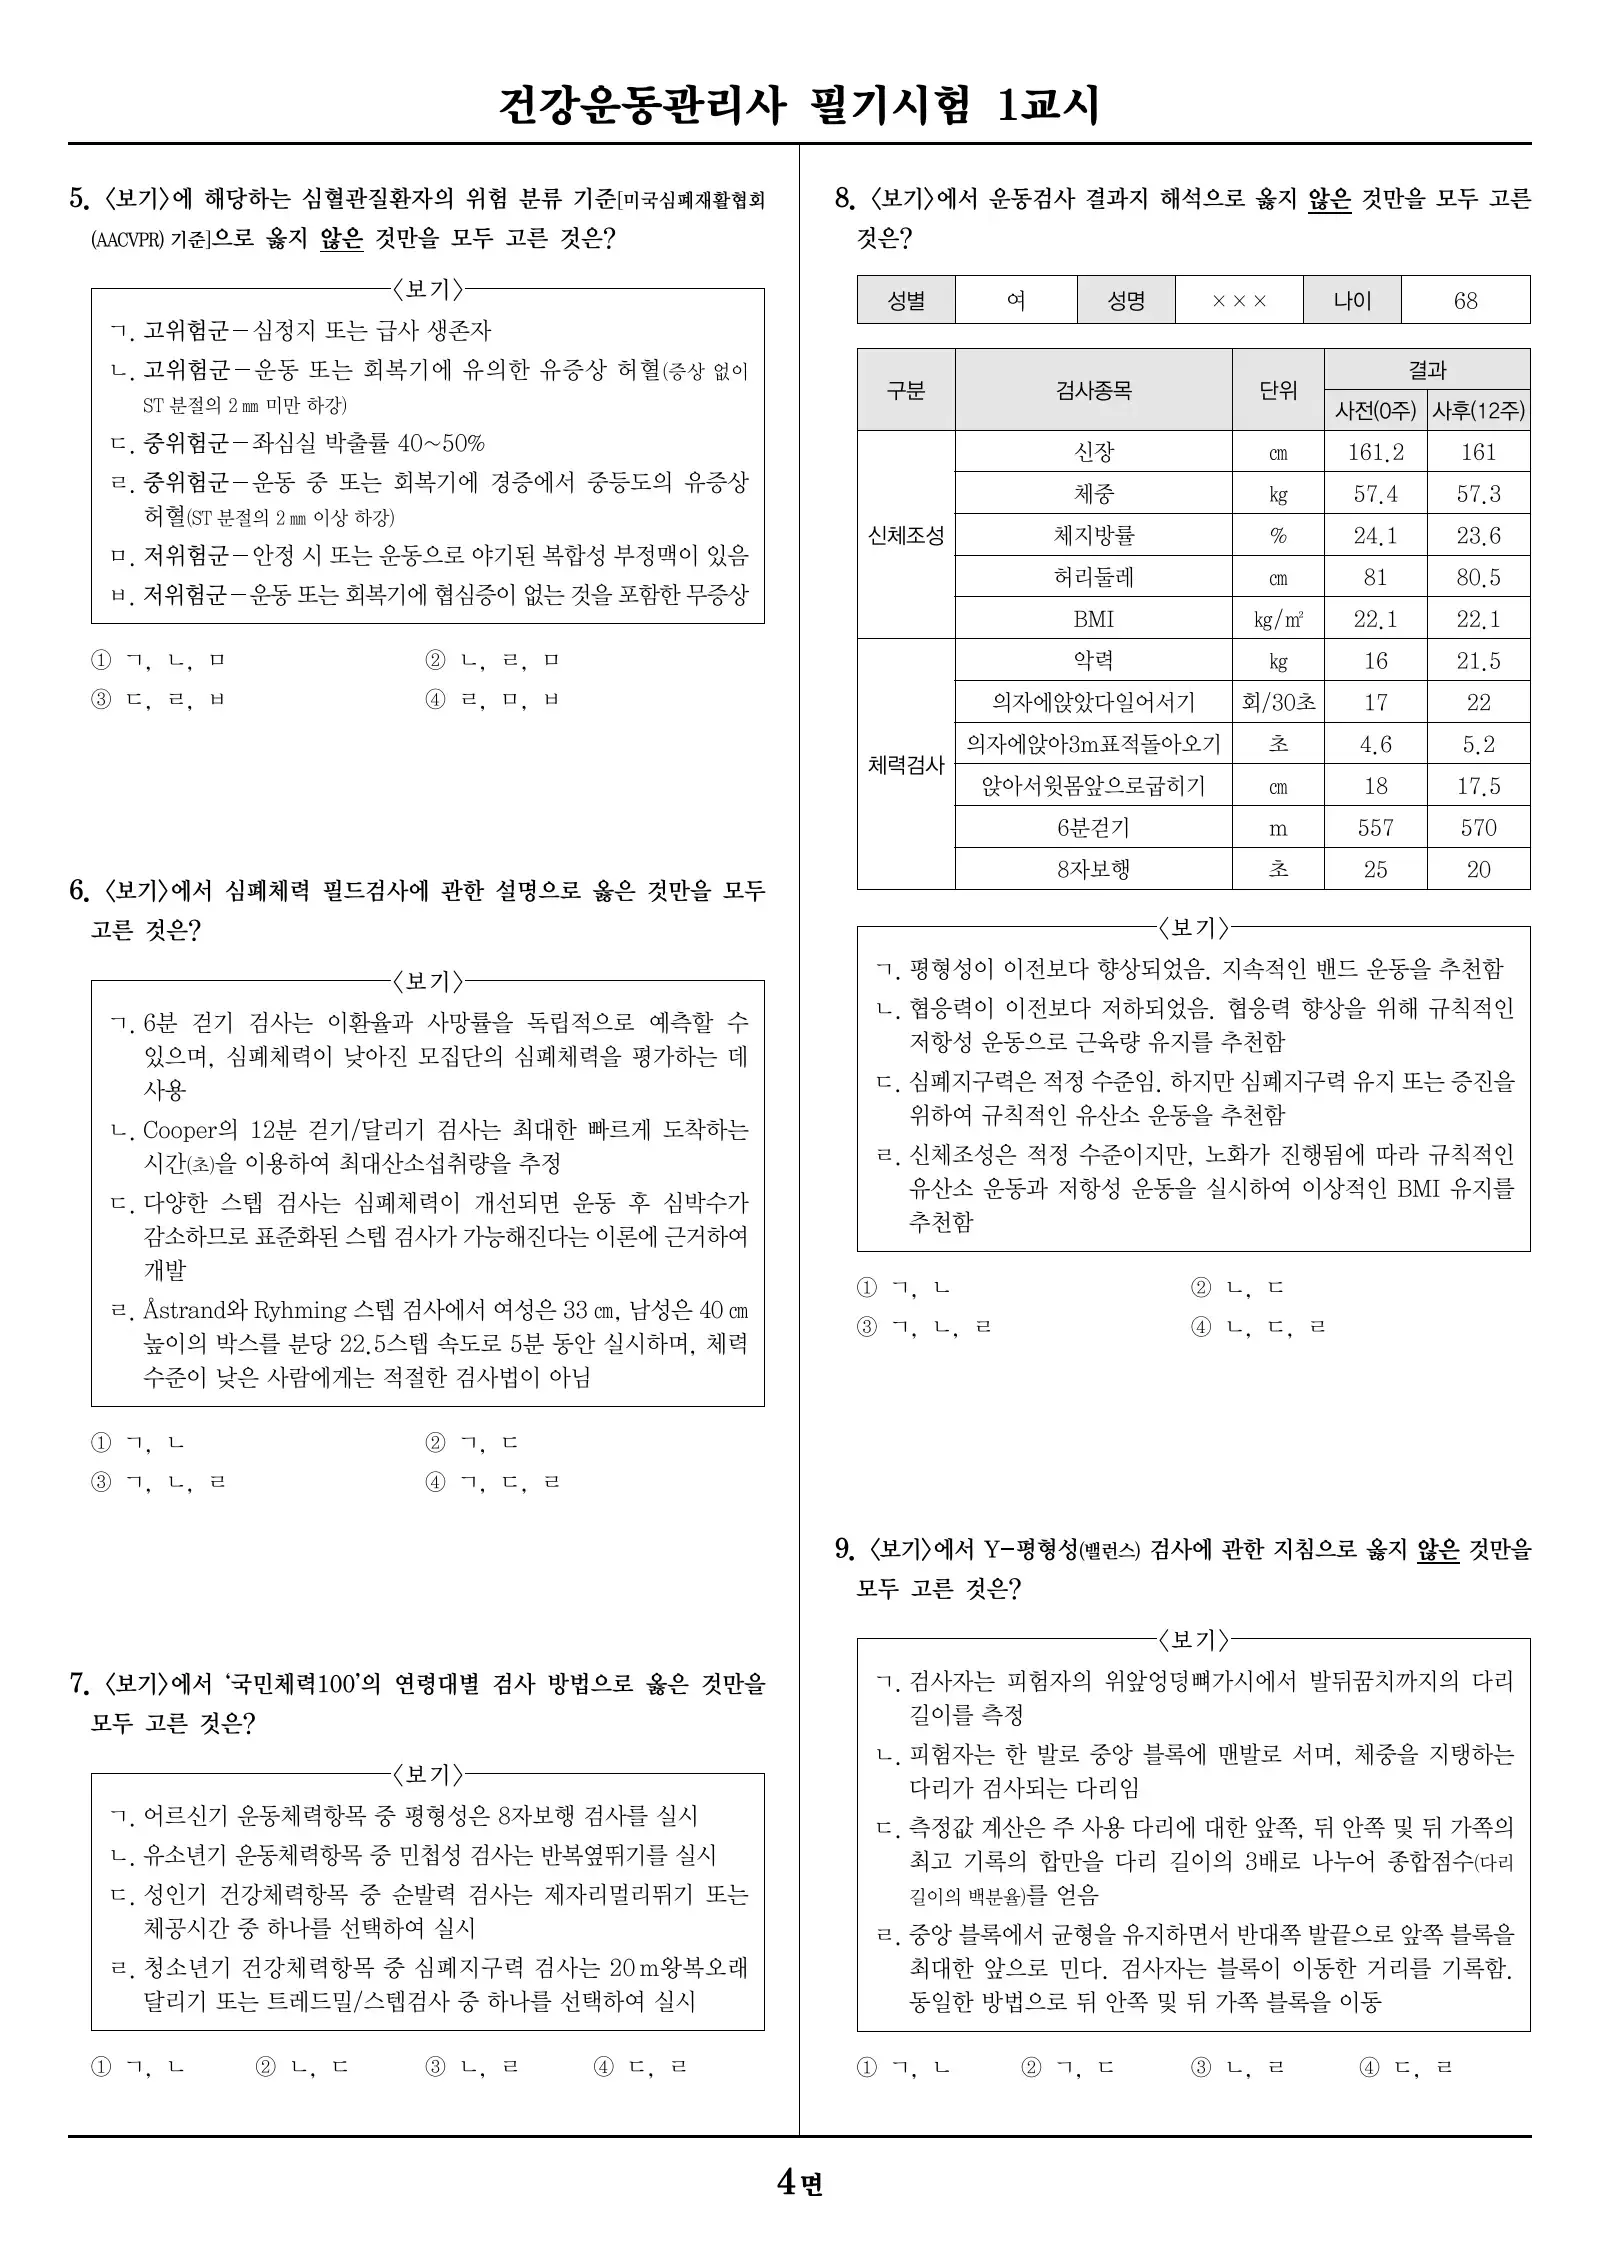 건강운동관리사 필기시험 1교시
5. 〈보기〉에 해당하는 심혈관질환자의 위험 분류 기준[미국심폐재활협회
(AACVPR) 기준]으로 옳지 않은 것만을 모두 고른 것은?
〈보기〉
ㄱ. 고위험군－심정지 또는 급사 생존자
ㄴ. 고위험군－운동 또는 회복기에 유의한 유증상 허혈(증상 없이
ST 분절의 2㎜ 미만 하강)
ㄷ. 중위험군－좌심실 박출률 40~50%
ㄹ. 중위험군－운동 중 또는 회복기에 경증에서 중등도의 유증상
허혈(ST 분절의 2㎜ 이상 하강)
ㅁ. 저위험군－안정 시 또는 운동으로 야기된 복합성 부정맥이 있음
ㅂ. 저위험군－운동 또는 회복기에 협심증이 없는 것을 포함한 무증상
① ㄱ, ㄴ, ㅁ ② ㄴ, ㄹ, ㅁ
③ ㄷ, ㄹ, ㅂ ④ ㄹ, ㅁ, ㅂ
6. 〈보기〉에서 심폐체력 필드검사에 관한 설명으로 옳은 것만을 모두
고른 것은?
〈보기〉
ㄱ. 6분 걷기 검사는 이환율과 사망률을 독립적으로 예측할 수
있으며, 심폐체력이 낮아진 모집단의 심폐체력을 평가하는 데
사용
ㄴ. Cooper의 12분 걷기/달리기 검사는 최대한 빠르게 도착하는
시간(초)을 이용하여 최대산소섭취량을 추정
ㄷ. 다양한 스텝 검사는 심폐체력이 개선되면 운동 후 심박수가
감소하므로 표준화된 스텝 검사가 가능해진다는 이론에 근거하여
개발
ㄹ. Åstrand와 Ryhming 스텝 검사에서 여성은 33㎝, 남성은 40㎝
높이의 박스를 분당 22.5스텝 속도로 5분 동안 실시하며, 체력
수준이 낮은 사람에게는 적절한 검사법이 아님
① ㄱ, ㄴ ② ㄱ, ㄷ
③ ㄱ, ㄴ, ㄹ ④ ㄱ, ㄷ, ㄹ
7. 〈보기〉에서 ‘국민체력100’의 연령대별 검사 방법으로 옳은 것만을
모두 고른 것은?
〈보기〉
ㄱ. 어르신기 운동체력항목 중 평형성은 8자보행 검사를 실시
ㄴ. 유소년기 운동체력항목 중 민첩성 검사는 반복옆뛰기를 실시
ㄷ. 성인기 건강체력항목 중 순발력 검사는 제자리멀리뛰기 또는
체공시간 중 하나를 선택하여 실시
ㄹ. 청소년기 건강체력항목 중 심폐지구력 검사는 20m왕복오래
달리기 또는 트레드밀/스텝검사 중 하나를 선택하여 실시
① ㄱ, ㄴ ② ㄴ, ㄷ ③ ㄴ, ㄹ ④ ㄷ, ㄹ
8. 〈보기〉에서 운동검사 결과지 해석으로 옳지 않은 것만을 모두 고른
것은?
성별 여 성명 ××× 나이 68
구분 검사종목 단위 결과
사전(0주) 사후(12주)
신체조성
신장 ㎝ 161.2 161
체중 ㎏ 57.4 57.3
체지방률 % 24.1 23.6
허리둘레 ㎝ 81 80.5
BMI ㎏/㎡ 22.1 22.1
체력검사
악력 ㎏ 16 21.5
의자에앉았다일어서기 회/30초 17 22
의자에앉아3m표적돌아오기 초 4.6 5.2
앉아서윗몸앞으로굽히기 ㎝ 18 17.5
6분걷기 m 557 570
8자보행 초 25 20
〈보기〉
ㄱ. 평형성이 이전보다 향상되었음. 지속적인 밴드 운동을 추천함
ㄴ. 협응력이 이전보다 저하되었음. 협응력 향상을 위해 규칙적인
저항성 운동으로 근육량 유지를 추천함
ㄷ. 심폐지구력은 적정 수준임. 하지만 심폐지구력 유지 또는 증진을
위하여 규칙적인 유산소 운동을 추천함
ㄹ. 신체조성은 적정 수준이지만, 노화가 진행됨에 따라 규칙적인
유산소 운동과 저항성 운동을 실시하여 이상적인 BMI 유지를
추천함
① ㄱ, ㄴ ② ㄴ, ㄷ
③ ㄱ, ㄴ, ㄹ ④ ㄴ, ㄷ, ㄹ
9. 〈보기〉에서 Y-평형성(밸런스) 검사에 관한 지침으로 옳지 않은 것만을
모두 고른 것은?
〈보기〉
ㄱ. 검사자는 피험자의 위앞엉덩뼈가시에서 발뒤꿈치까지의 다리
길이를 측정
ㄴ. 피험자는 한 발로 중앙 블록에 맨발로 서며, 체중을 지탱하는
다리가 검사되는 다리임
ㄷ. 측정값 계산은 주 사용 다리에 대한 앞쪽, 뒤 안쪽 및 뒤 가쪽의
최고 기록의 합만을 다리 길이의 3배로 나누어 종합점수(다리
길이의 백분율)를 얻음
ㄹ. 중앙 블록에서 균형을 유지하면서 반대쪽 발끝으로 앞쪽 블록을
최대한 앞으로 민다. 검사자는 블록이 이동한 거리를 기록함.
동일한 방법으로 뒤 안쪽 및 뒤 가쪽 블록을 이동
① ㄱ, ㄴ ② ㄱ, ㄷ ③ ㄴ, ㄹ ④ ㄷ, ㄹ
4면